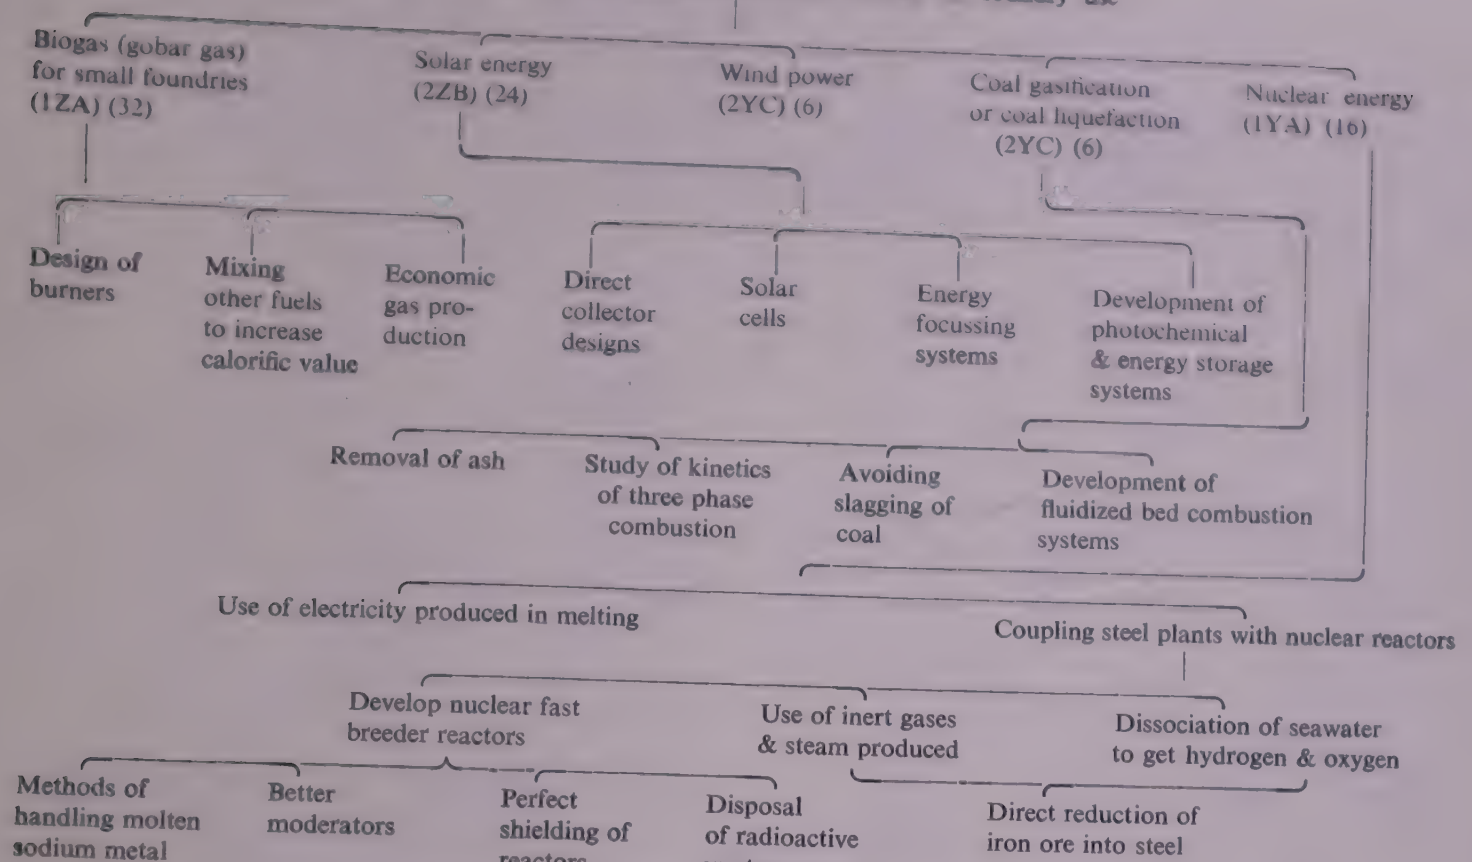 use
Biogas (gobar gas)
for small foundries
(1ZA) (32)
Solar energy
(2ZB) (24)
Wind power
(2YC) (6)
Coal gasification
or coal liquefaction
(2YC) (6)
Nuclear energy
(1YA) (16)
Design of
burners
Mixing
other fuels
to increase
calorific value
Economic
gas pro-
duction
Direct
collector
designs
Solar
cells
Energy
focussing
systems
Development of
photochemical
& energy storage
systems
Removal of ash
Study of kinetics
of three phase
combustion
Avoiding
slagging of
coal
Development of
fluidized bed combustion
systems
Use of electricity produced in melting
Coupling steel plants with nuclear reactors
Develop nuclear fast
breeder reactors
Use of inert gases
& steam produced
Dissociation of seawater
to get hydrogen & oxygen
Methods of
handling molten
sodium metal
Better
moderators
Perfect
shielding of
reactors
Disposal
of radioactive
Direct reduction of
iron ore into steel